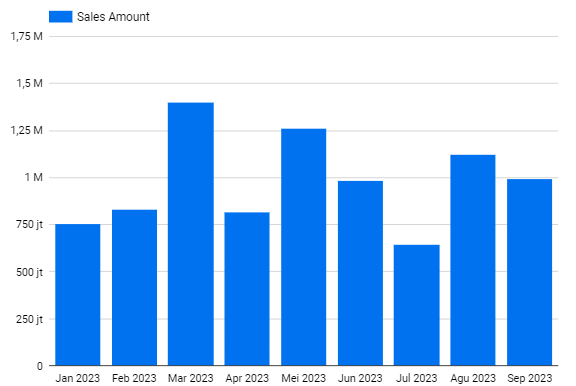 Sales Amount
1,75 M
1,5 M
1,25 M
1 M
750 jt
500 jt
250 jt
0
Jan 2023 Feb 2023 Mar 2023 Apr 2023 Mei 2023 Jun 2023 Jul 2023 Agu 2023 Sep 2023